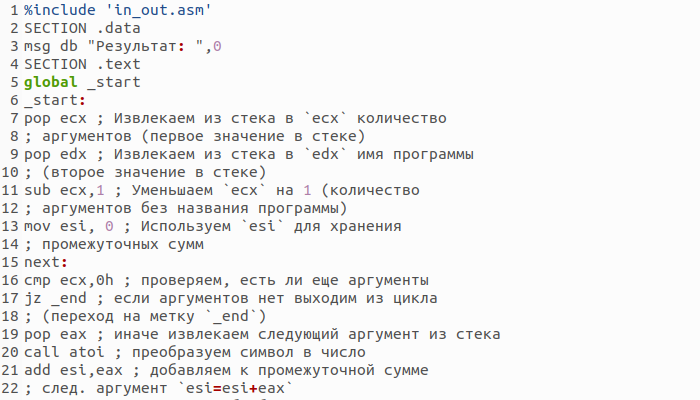 1 %include 'in_out.asm'
2 SECTION .data
3 msg db "Результат: ",0
4 SECTION .text
5 global _start
6 _start:
7 pop ecx ; Извлекаем из стека в `ecx` количество
8 ; аргументов (первое значение в стеке)
9 pop edx ; Извлекаем из стека в `edx` имя программы
10 ; (второе значение в стеке)
11 sub ecx,1 ; Уменьшаем `ecx` на 1 (количество
12 ; аргументов без названия программы)
13 mov esi, 0 ; Используем `esi` для хранения
14 ; промежуточных сумм
15 next:
16 cmp ecx,0h ; проверяем, есть ли еще аргументы
17 jz _end ; если аргументов нет выходим из цикла
18 ; (переход на метку `_end`)
19 pop eax ; иначе извлекаем следующий аргумент из стека
20 call atoi ; преобразуем символ в число
21 add esi,eax ; добавляем к промежуточной сумме
22 ; след. аргумент `esi=esi+eax`